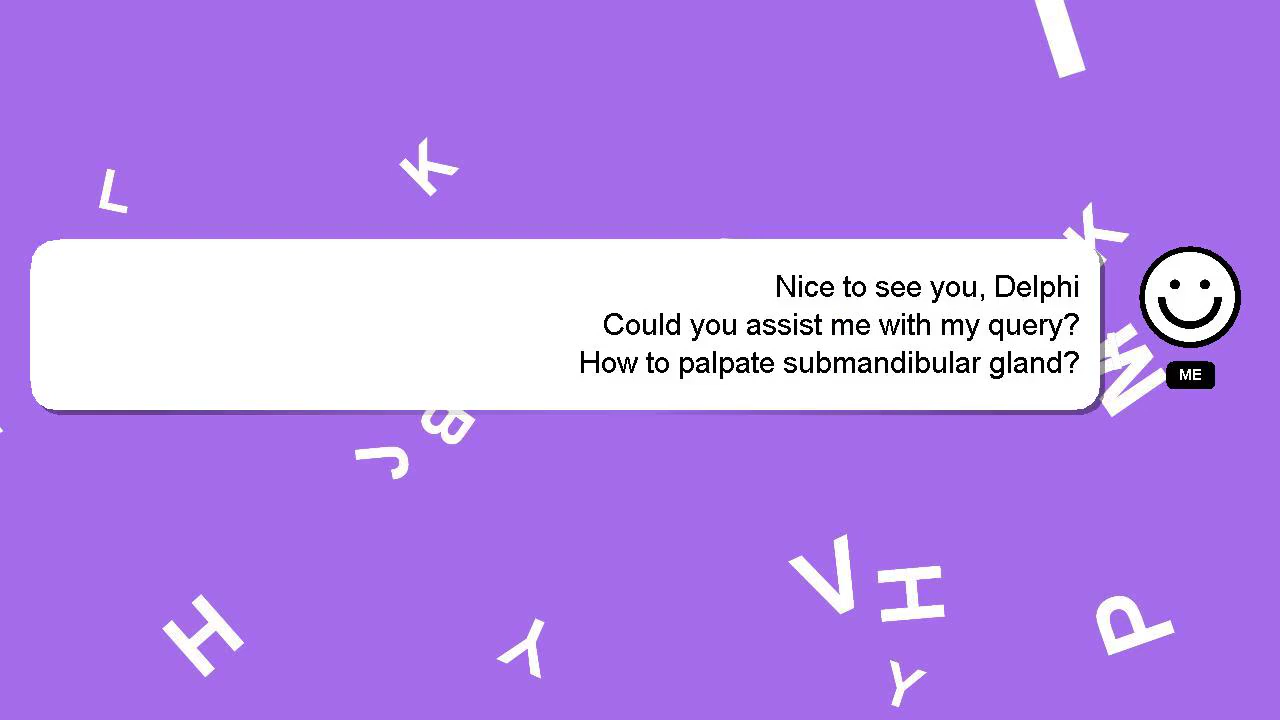 I
K
L
K
Nice to see you, Delphi
Could you assist me with my query?
How to palpate submandibular gland?
ME
M
B
J
V
H
P
H
Y
Y